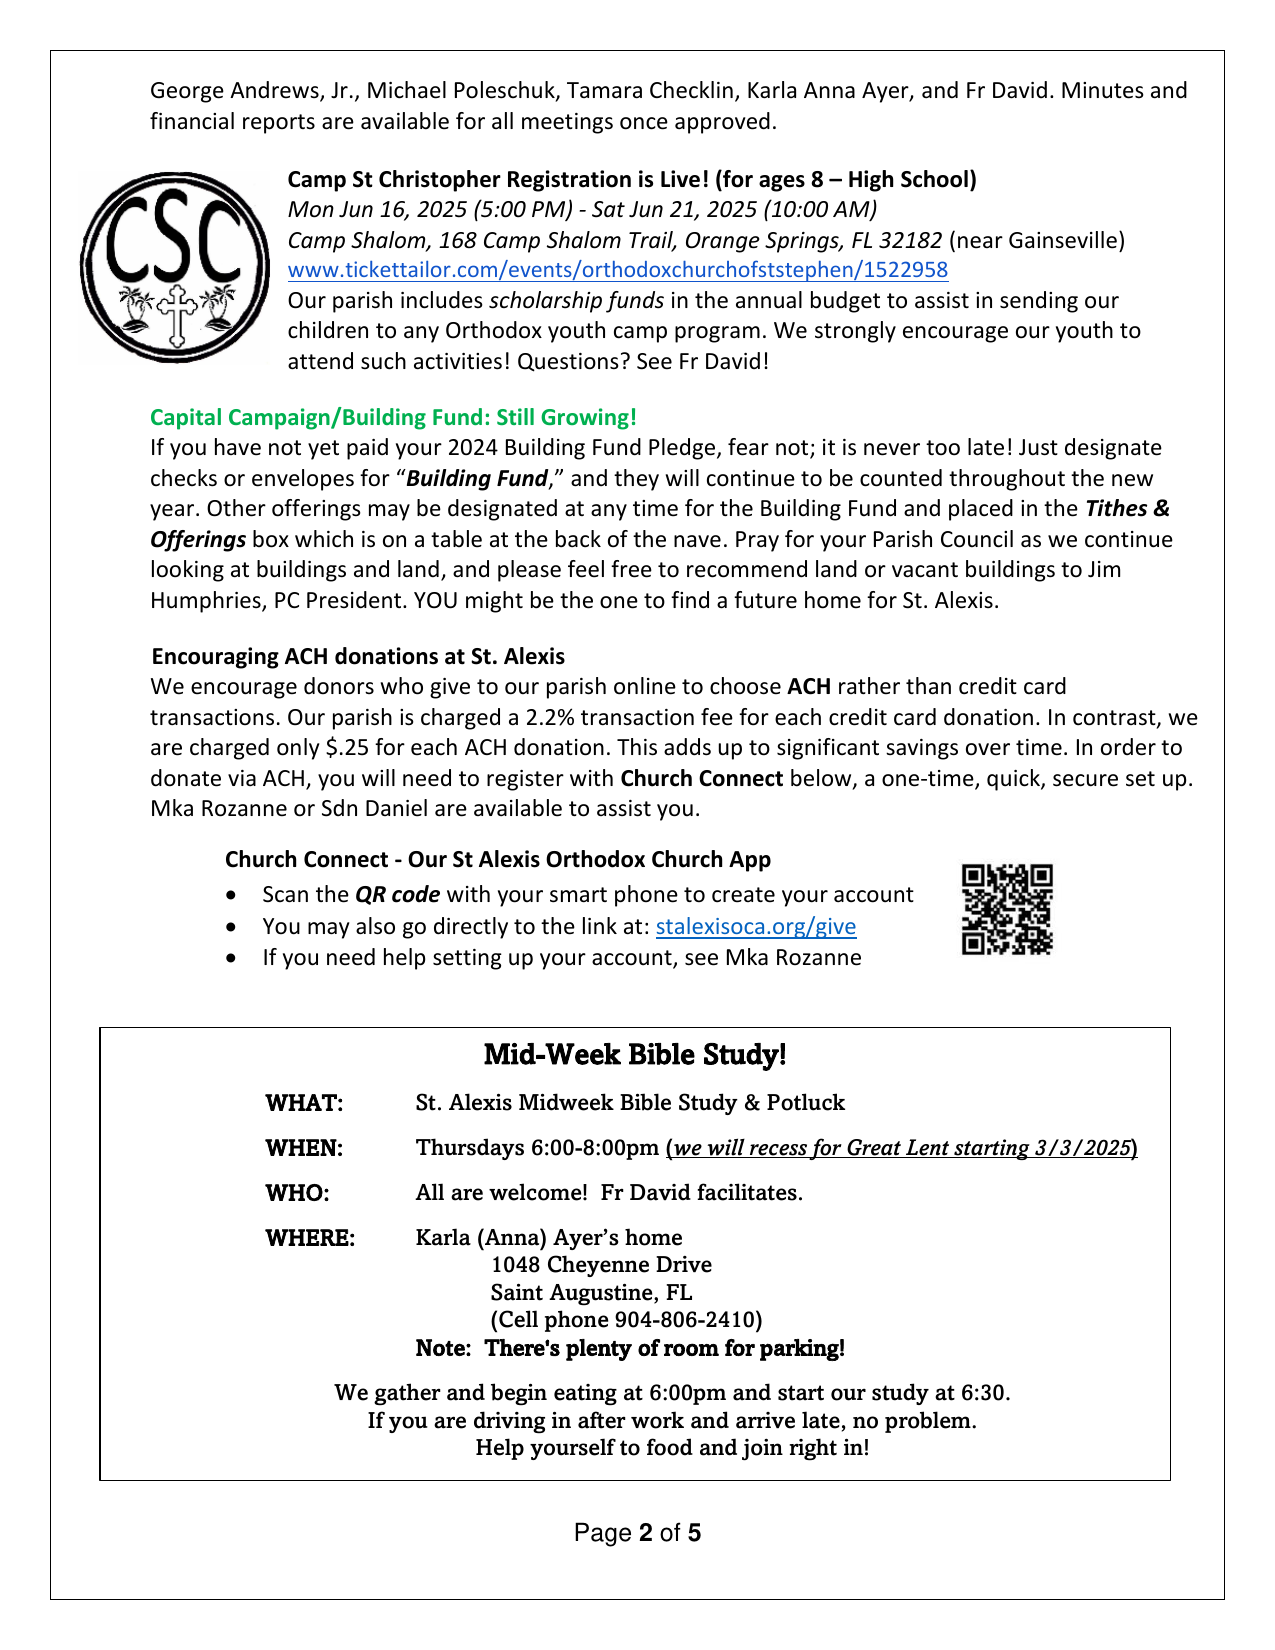 George Andrews, Jr., Michael Poleschuk, Tamara Checklin, Karla Anna Ayer, and Fr David. Minutes and
financial reports are available for all meetings once approved.
CSC
Camp St Christopher Registration is Live! (for ages 8 – High School)
Mon Jun 16, 2025 (5:00 PM) - Sat Jun 21, 2025 (10:00 AM)
Camp Shalom, 168 Camp Shalom Trail, Orange Springs, FL 32182 (near Gainseville)
www.tickettailor.com/events/orthodoxchurchofststephen/1522958
Our parish includes scholarship funds in the annual budget to assist in sending our
children to any Orthodox youth camp program. We strongly encourage our youth to
attend such activities! Questions? See Fr David!
Capital Campaign/Building Fund: Still Growing!
If you have not yet paid your 2024 Building Fund Pledge, fear not; it is never too late! Just designate
checks or envelopes for “Building Fund,” and they will continue to be counted throughout the new
year. Other offerings may be designated at any time for the Building Fund and placed in the Tithes &
Offerings box which is on a table at the back of the nave. Pray for your Parish Council as we continue
looking at buildings and land, and please feel free to recommend land or vacant buildings to Jim
Humphries, PC President. YOU might be the one to find a future home for St. Alexis.
Encouraging ACH donations at St. Alexis
We encourage donors who give to our parish online to choose ACH rather than credit card
transactions. Our parish is charged a 2.2% transaction fee for each credit card donation. In contrast, we
are charged only $.25 for each ACH donation. This adds up to significant savings over time. In order to
donate via ACH, you will need to register with Church Connect below, a one-time, quick, secure set up.
Mka Rozanne or Sdn Daniel are available to assist you.
Church Connect - Our St Alexis Orthodox Church App
• Scan the QR code with your smart phone to create your account
• You may also go directly to the link at: stalexisoca.org/give
• If you need help setting up your account, see Mka Rozanne
Mid-Week Bible Study!
WHAT: St. Alexis Midweek Bible Study & Potluck
WHEN: Thursdays 6:00-8:00pm (we will recess for Great Lent starting 3/3/2025)
WHO: All are welcome! Fr David facilitates.
WHERE: Karla (Anna) Ayer’s home
1048 Cheyenne Drive
Saint Augustine, FL
(Cell phone 904-806-2410)
Note: There's plenty of room for parking!
We gather and begin eating at 6:00pm and start our study at 6:30.
If you are driving in after work and arrive late, no problem.
Help yourself to food and join right in!
Page 2 of 5